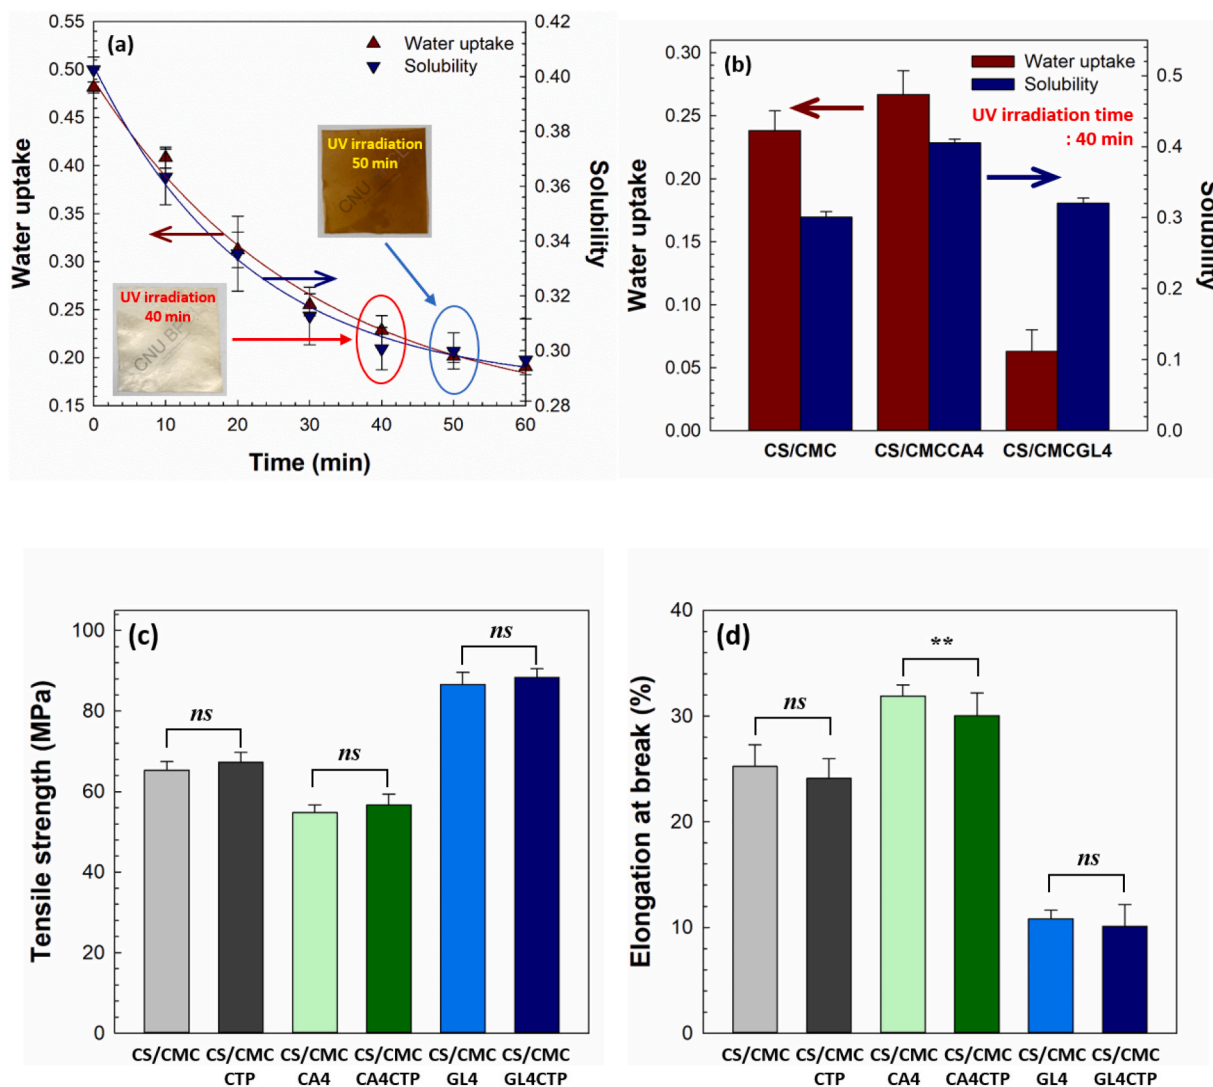 (a)
Water uptake
Solubility
0.55
0.50
0.45
0.40
0.35
0.30
0.25
0.20
0.15
Water uptake
0.42
0.40
0.38
0.36
0.34
0.32
0.30
0.28
Solubility
UV irradiation
50 min
UV irradiation
40 min
0 10 20 30 40 50 60
Time (min)
(b)
Water uptake
Solubility
UV irradiation time
: 40 min
0.30
0.25
0.20
0.15
0.10
0.05
0.00
Water uptake
0.5
0.4
0.3
0.2
0.1
0.0
Solubility
CS/CMC CS/CMCCA4 CS/CMCGL4
(c)
100
80
60
40
20
0
Tensile strength (MPa)
ns
ns
ns
CS/CMC CS/CMC CS/CMC CS/CMC CS/CMC CS/CMC
CTP CA4 CA4CTP GL4 GL4CTP
(d)
40
30
20
10
0
Elongation at break (%)
ns
**
ns
CS/CMC CS/CMC CS/CMC CS/CMC CS/CMC CS/CMC
CTP CA4 CA4CTP GL4 GL4CTP